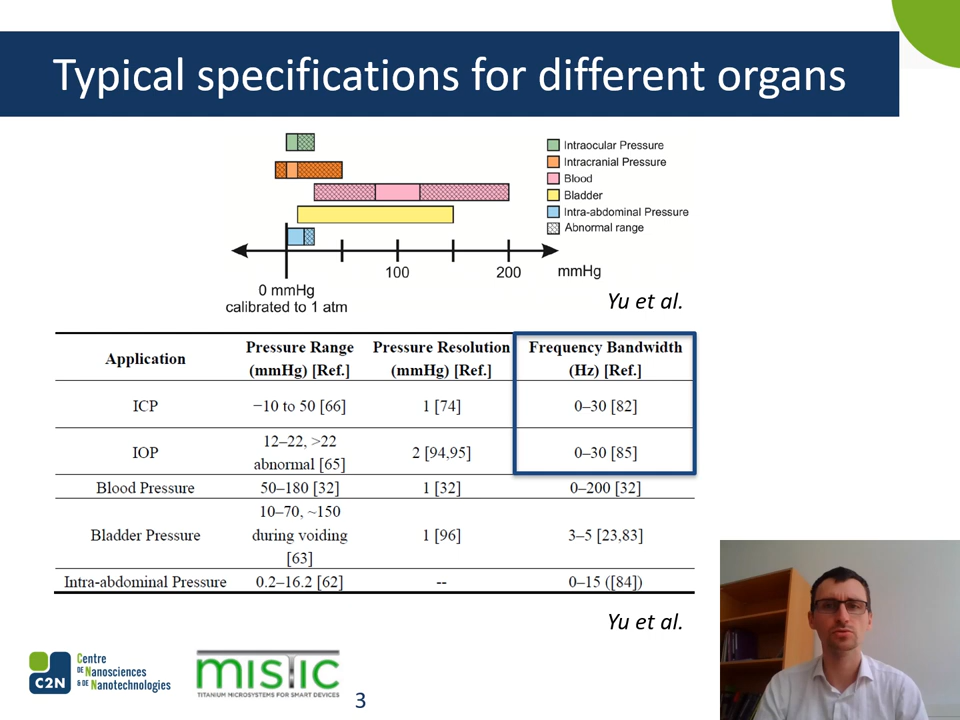 Typical specifications for different organs
Intraocular Pressure
Intracranial Pressure
Blood
Bladder
Intra-abdominal Pressure
Abnormal range
100
200
mmHg
0 mmHg
calibrated to 1 atm
Yu et al.
Application
Pressure Range
(mmHg) [Ref.]
Pressure Resolution
(mmHg) [Ref.]
Frequency Bandwidth
(Hz) [Ref.]
ICP
−10 to 50 [66]
1 [74]
0–30 [82]
IOP
12–22, >22
abnormal [65]
2 [94,95]
0–30 [85]
Blood Pressure
50–180 [32]
1 [32]
0–200 [32]
Bladder Pressure
10–70, ~150
during voiding
[63]
1 [96]
3–5 [23,83]
Intra-abdominal Pressure
0.2–16.2 [62]
--
0–15 ([84])
Yu et al.
C2N
Centre
DE Nanosciences
& DE Nanotechnologies
MISTIC
TITANIUM MICROSYSTEMS FOR SMART DEVICES
3